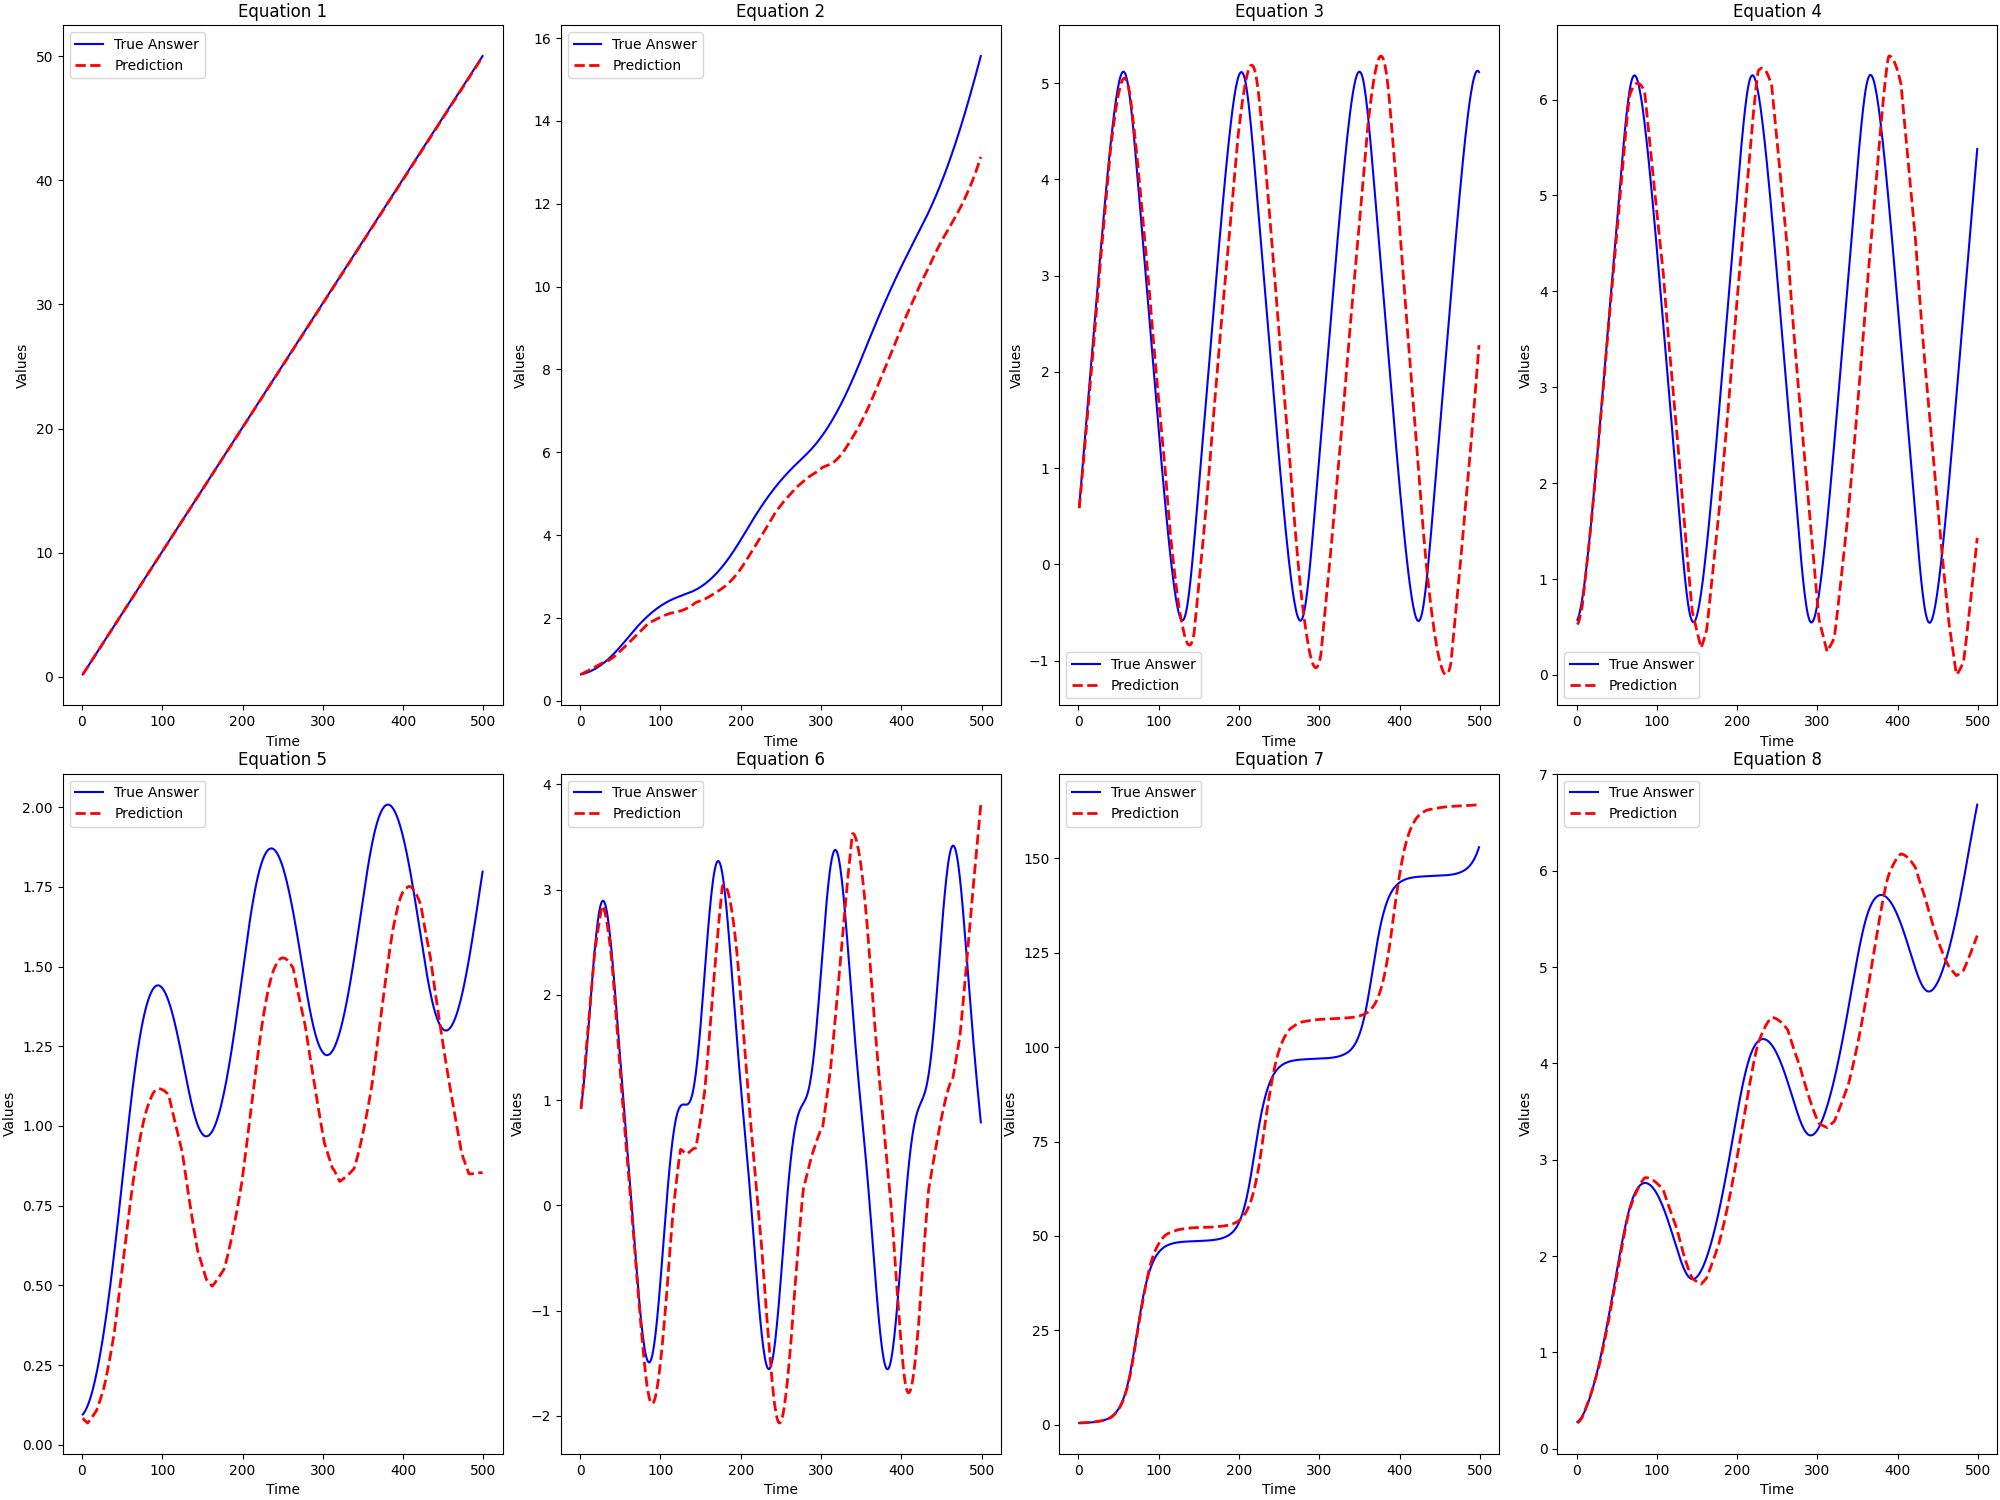 Equation 1
True Answer
Prediction
50
40
30
20
10
0
Values
0 100 200 300 400 500
Time
Equation 2
True Answer
Prediction
16
14
12
10
8
6
4
2
0
Values
0 100 200 300 400 500
Time
Equation 3
5
4
3
2
1
0
−1
Values
True Answer
Prediction
0 100 200 300 400 500
Time
Equation 4
6
5
4
3
2
1
0
Values
True Answer
Prediction
0 100 200 300 400 500
Time
Equation 5
True Answer
Prediction
2.00
1.75
1.50
1.25
1.00
0.75
0.50
0.25
0.00
Values
0 100 200 300 400 500
Time
Equation 6
True Answer
Prediction
4
3
2
1
0
−1
−2
Values
0 100 200 300 400 500
Time
Equation 7
True Answer
Prediction
150
125
100
75
50
25
0
Values
0 100 200 300 400 500
Time
Equation 8
True Answer
Prediction
7
6
5
4
3
2
1
0
Values
0 100 200 300 400 500
Time